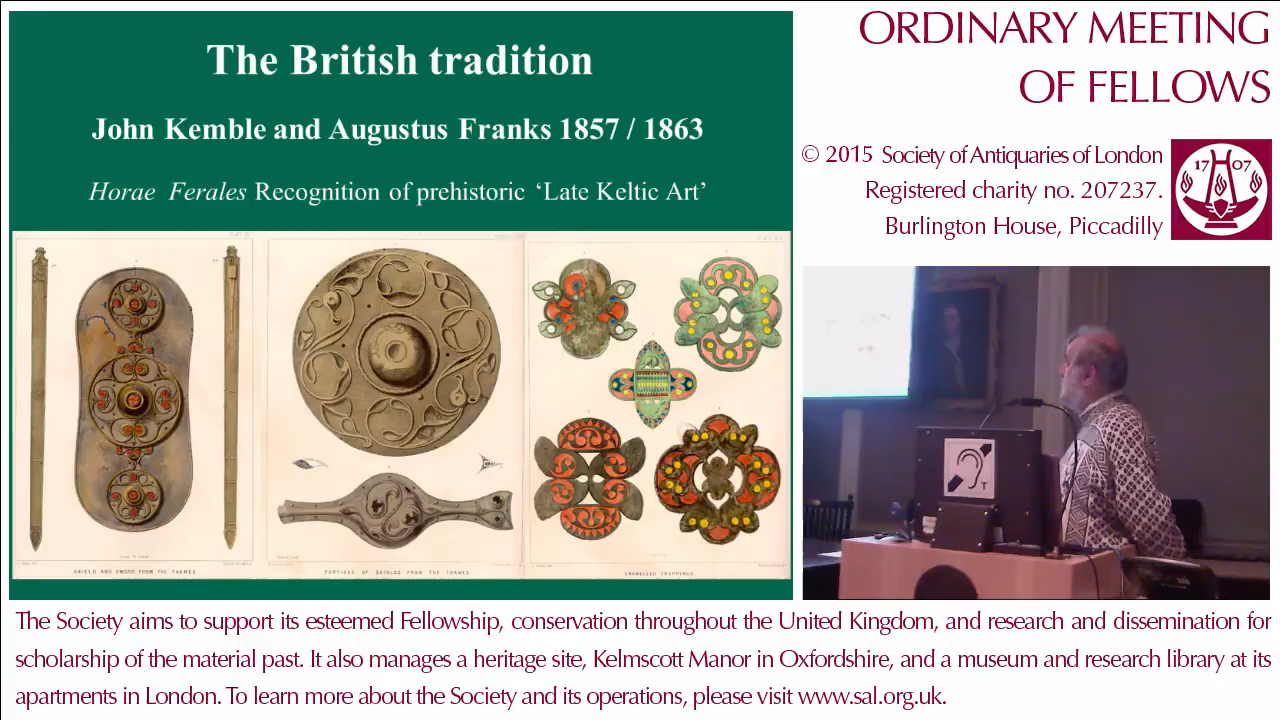 The British tradition
John Kemble and Augustus Franks 1857 / 1863
Horae Ferales Recognition of prehistoric ‘Late Keltic Art’
SHIELD AND SWORD FROM THE THAMES.
PORTIONS OF SHIELDS FROM THE THAMES.
ENAMELLED TRAPPINGS
ORDINARY MEETING
OF FELLOWS
© 2015 Society of Antiquaries of London
Registered charity no. 207237.
Burlington House, Piccadilly
1707
T
The Society aims to support its esteemed Fellowship, conservation throughout the United Kingdom, and research and dissemination for
scholarship of the material past. It also manages a heritage site, Kelmscott Manor in Oxfordshire, and a museum and research library at its
apartments in London. To learn more about the Society and its operations, please visit www.sal.org.uk.